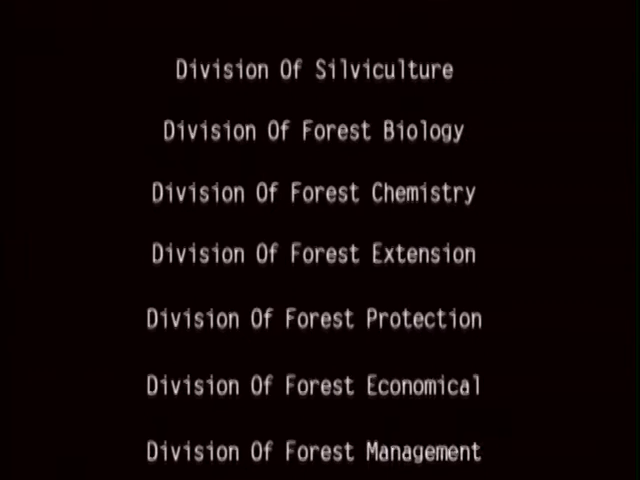 Division Of Silviculture
Division Of Forest Biology
Division Of Forest Chemistry
Division Of Forest Extension
Division Of Forest Protection
Division Of Forest Economical
Division Of Forest Management